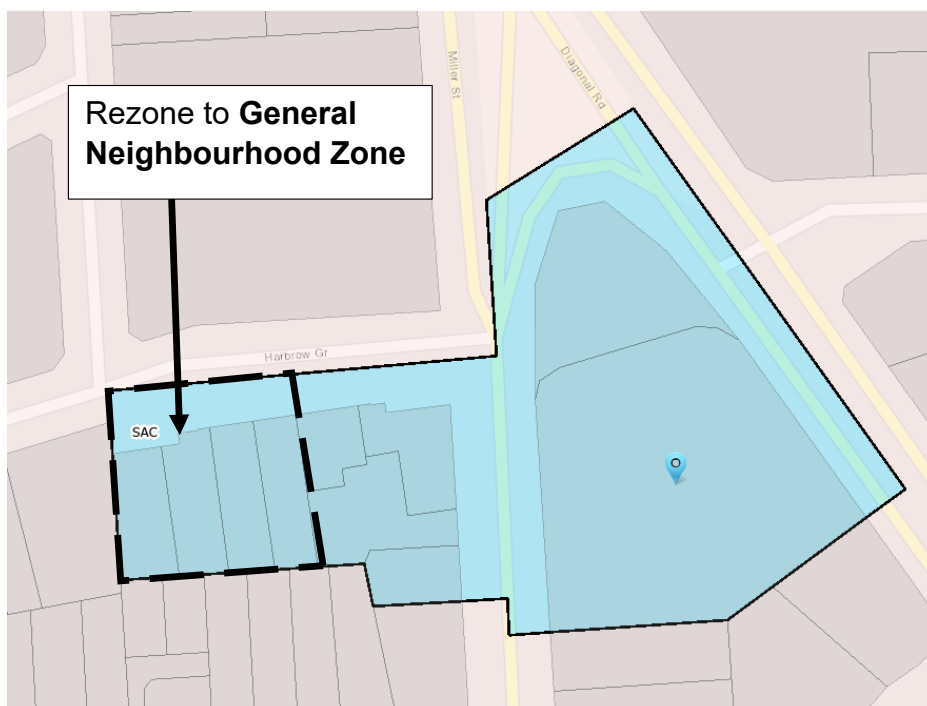 Miller St
Diagonal Rd
Rezone to General
Neighbourhood Zone
Harbrow Gr
SAC